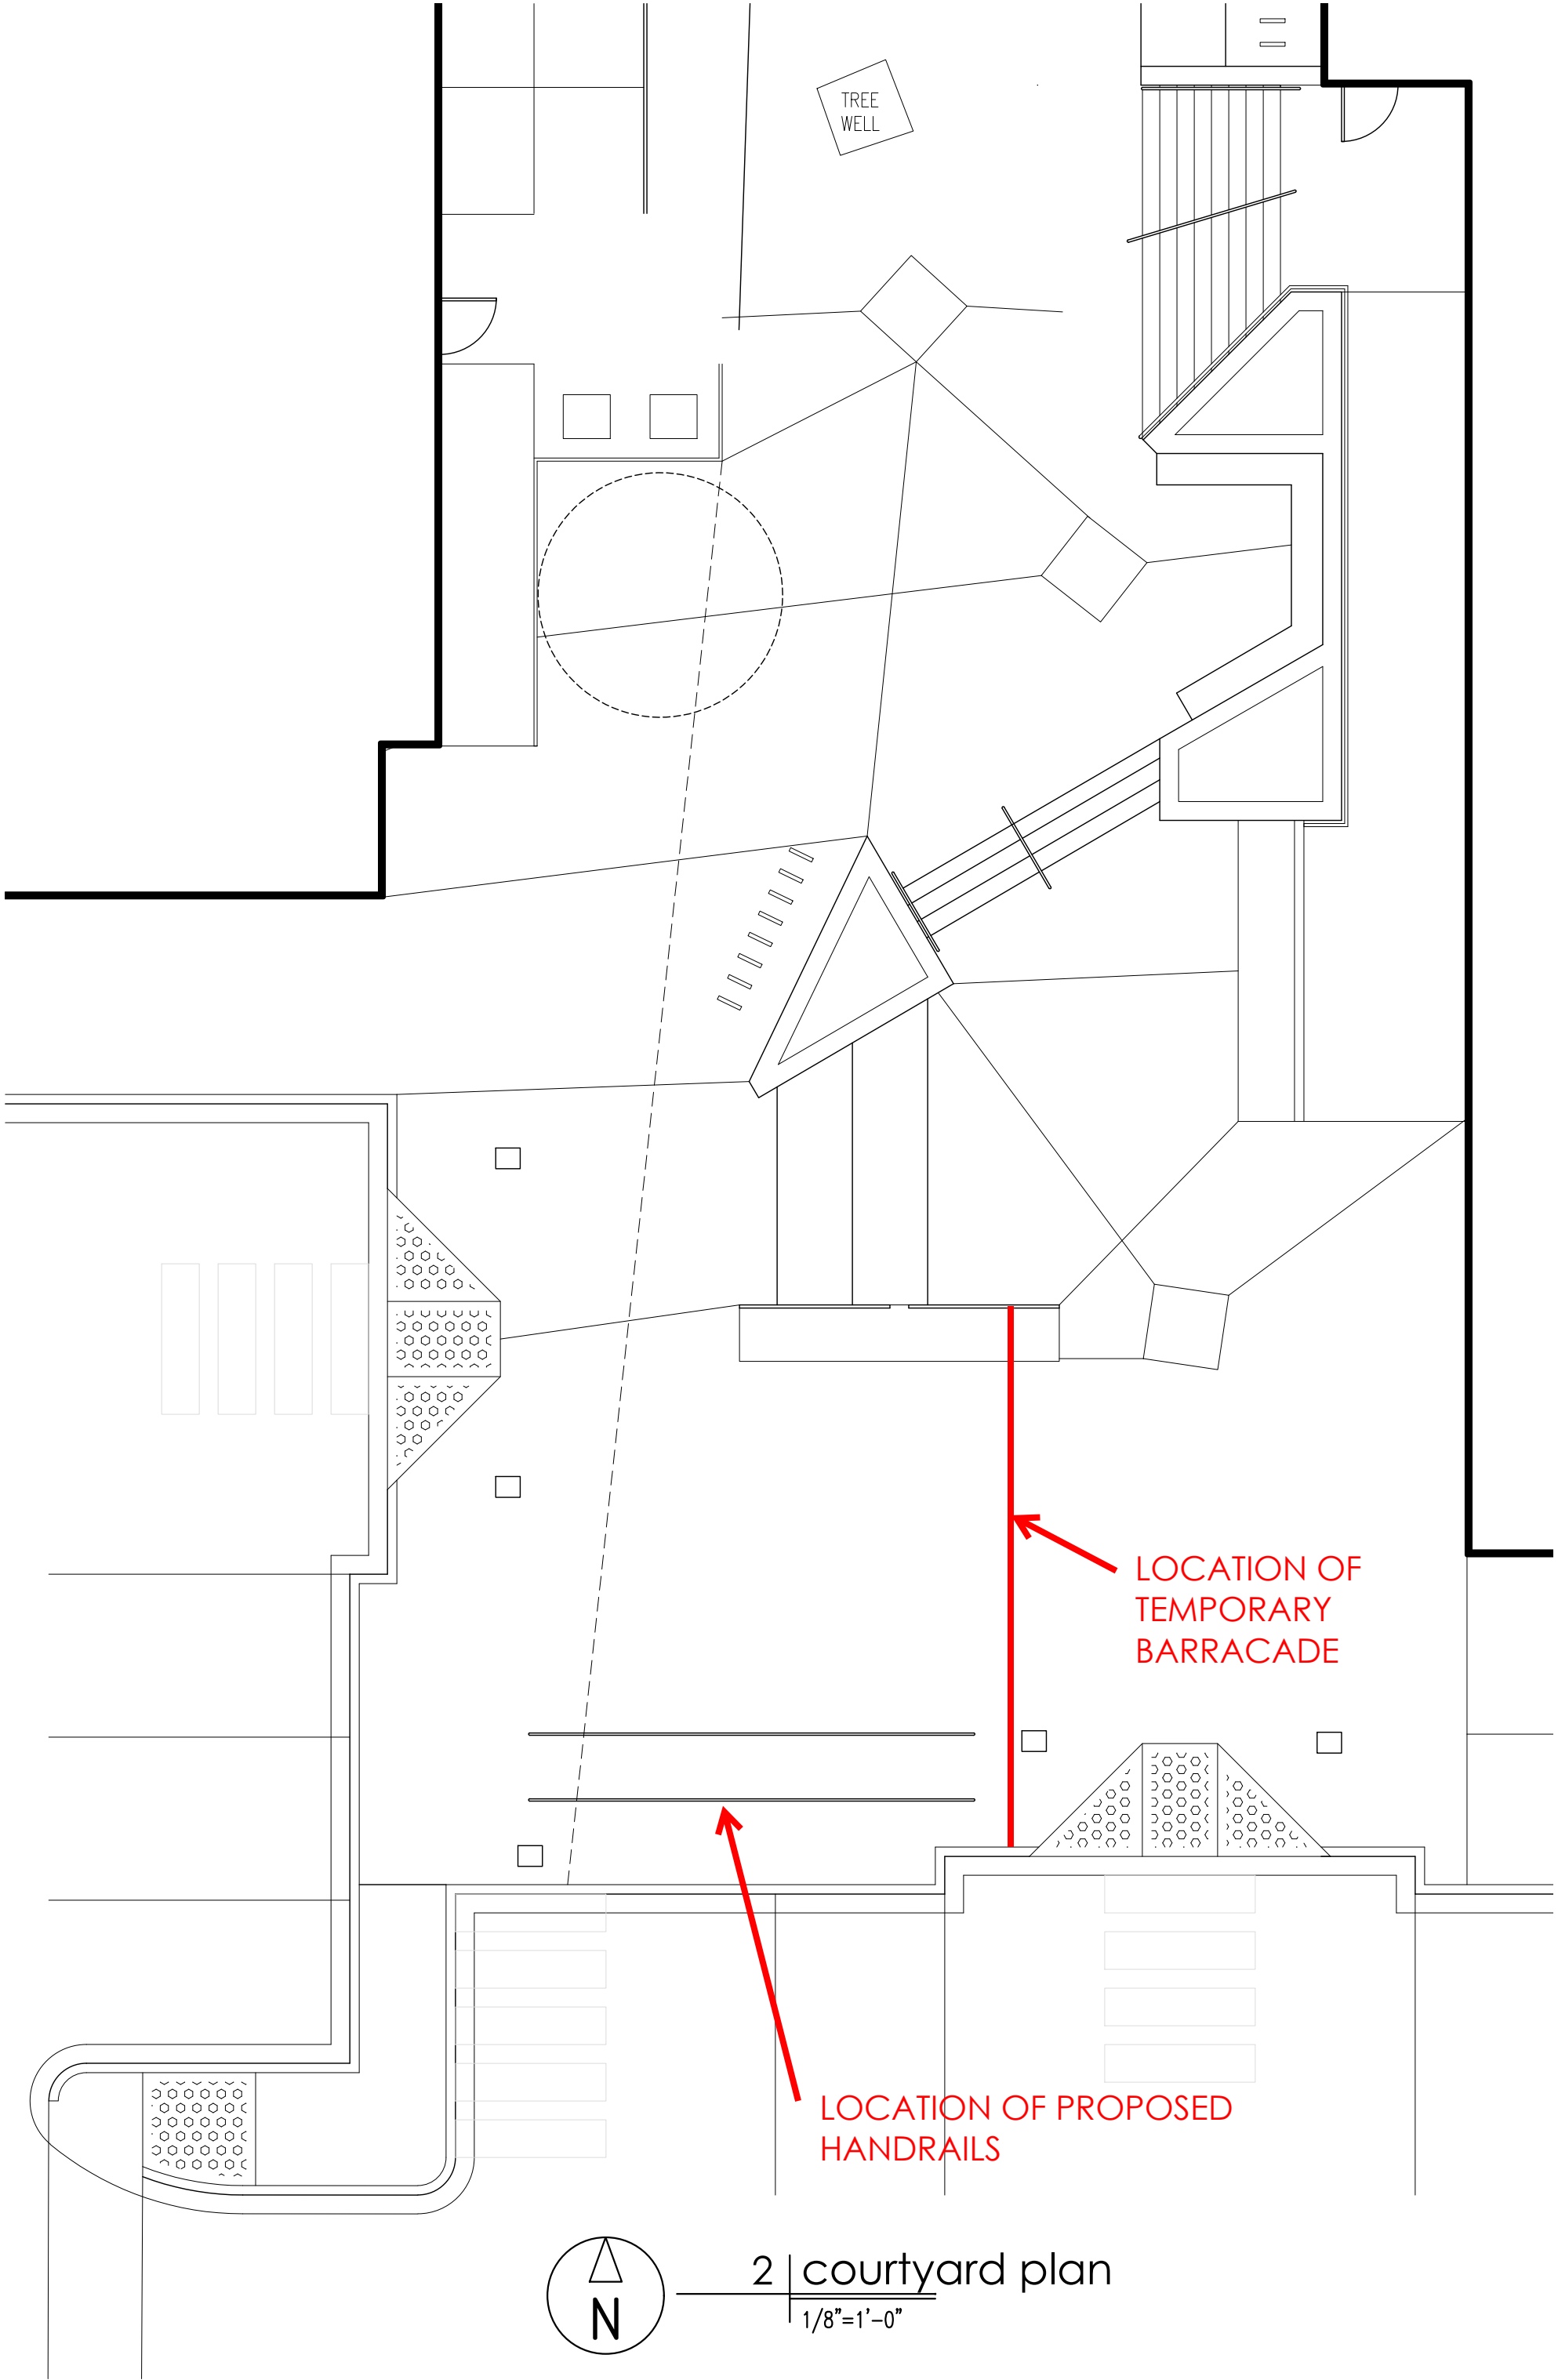 TREE
WELL
LOCATION OF
TEMPORARY
BARRACADE
LOCATION OF PROPOSED
HANDRAILS
2 courtyard plan
1/8"=1'-0"
N